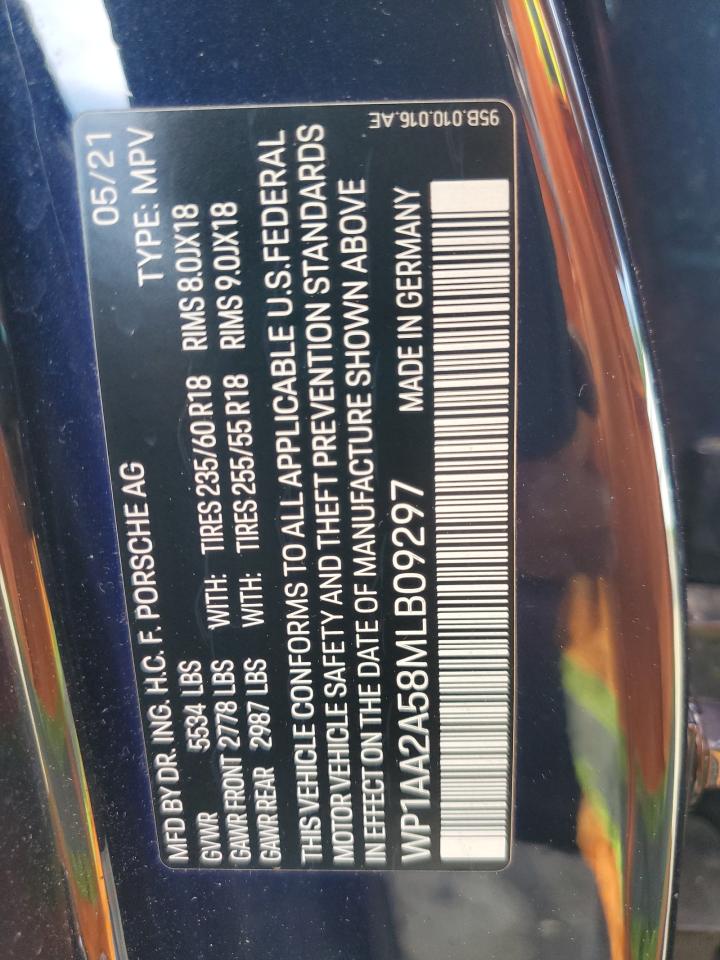 MFD BY DR. ING. H.C. F. PORSCHE AG 05/21
GVWR 5534 LBS TYPE: MPV
GAWR FRONT 2778 LBS WITH: TIRES 235/60 R18 RIMS 8.0JX18
GAWR REAR 2987 LBS WITH: TIRES 255/55 R18 RIMS 9.0JX18
THIS VEHICLE CONFORMS TO ALL APPLICABLE U.S.FEDERAL
MOTOR VEHICLE SAFETY AND THEFT PREVENTION STANDARDS
IN EFFECT ON THE DATE OF MANUFACTURE SHOWN ABOVE
WP1AA2A58MLB09297 MADE IN GERMANY
95B.010.016.AE